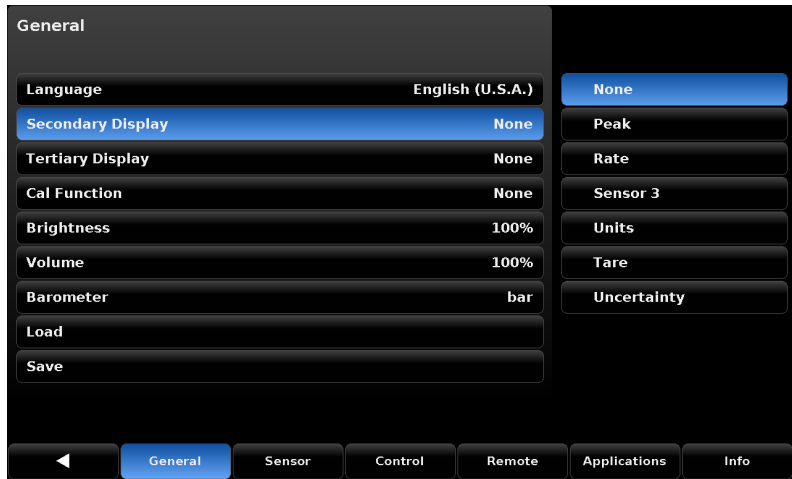 General
Language English (U.S.A.)
Secondary Display None
Tertiary Display None
Cal Function None
Brightness 100%
Volume 100%
Barometer bar
Load
Save
None
Peak
Rate
Sensor 3
Units
Tare
Uncertainty
General Sensor Control Remote Applications Info